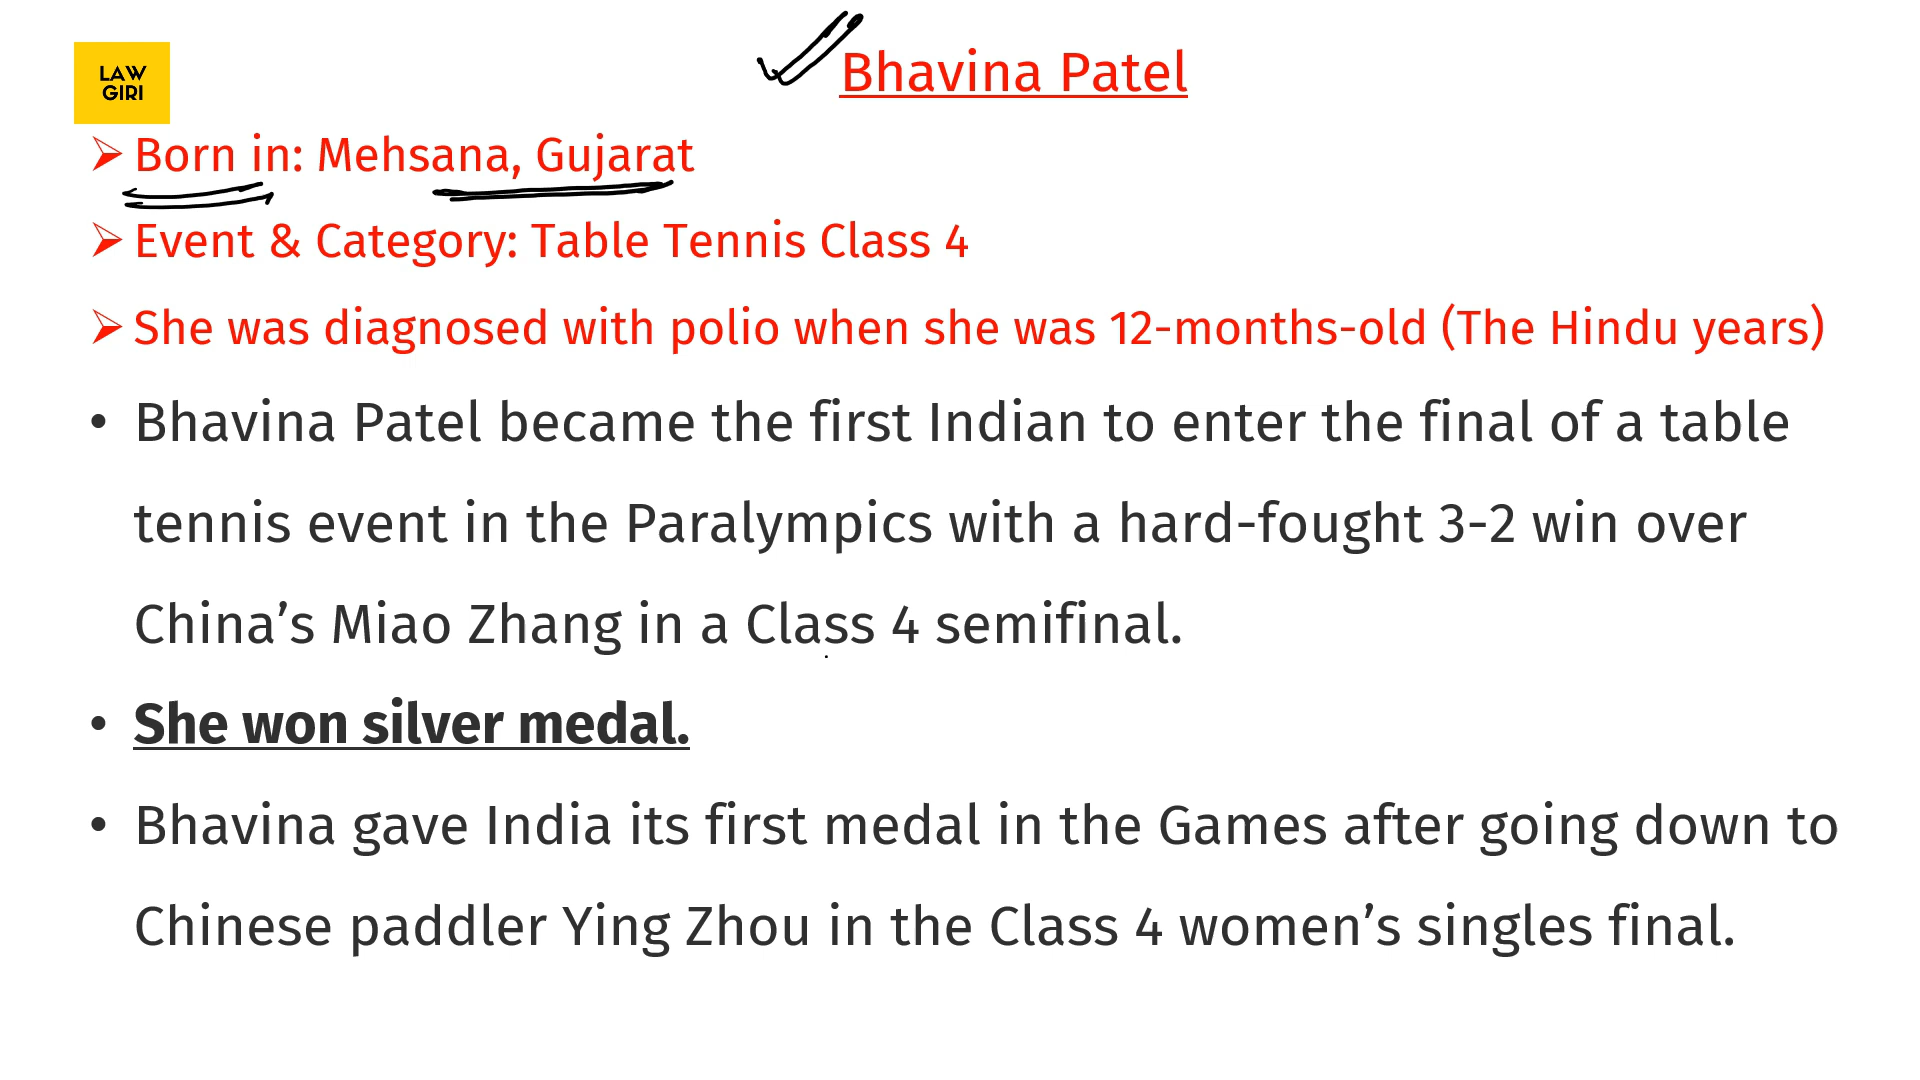 LAW
GIRI
Bhavina Patel
➢ Born in: Mehsana, Gujarat
➢ Event & Category: Table Tennis Class 4
➢ She was diagnosed with polio when she was 12-months-old (The Hindu years)
• Bhavina Patel became the first Indian to enter the final of a table
tennis event in the Paralympics with a hard-fought 3-2 win over
China’s Miao Zhang in a Class 4 semifinal.
• She won silver medal.
• Bhavina gave India its first medal in the Games after going down to
Chinese paddler Ying Zhou in the Class 4 women’s singles final.